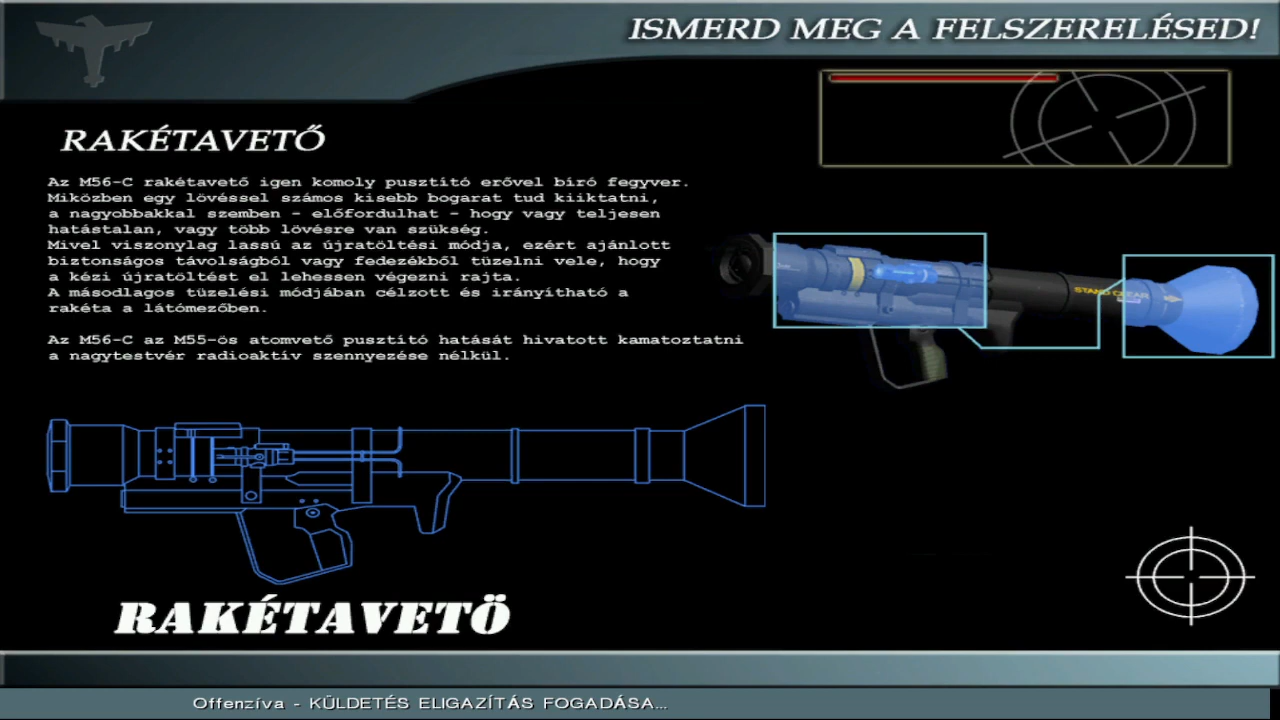 ISMERD MEG A FELSZERELÉSED!
RAKÉTAVETŐ
Az M56-C rakétavető igen komoly pusztító erővel bíró fegyver.
Miközben egy lövéssel számos kisebb bogarat tud kiiktatni,
a nagyobbakkal szemben - előfordulhat - hogy vagy teljesen
hatástalan, vagy több lövésre van szükség.
Mivel viszonylag lassú az újratöltési módja, ezért ajánlott
biztonságos távolságból vagy fedezékből tüzelni vele, hogy
a kézi újratöltést el lehessen végezni rajta.
A másodlagos tüzelési módjában célzott és irányítható a
rakéta a látómezőben.
Az M56-C az M55-ös atomvető pusztító hatását hivatott kamatoztatni
a nagytestvér radioaktív szennyezése nélkül.
STAND CLEAR
RAKÉTAVETÖ
Offenzíva - KÜLDETÉS ELIGAZÍTÁS FOGADÁSA...